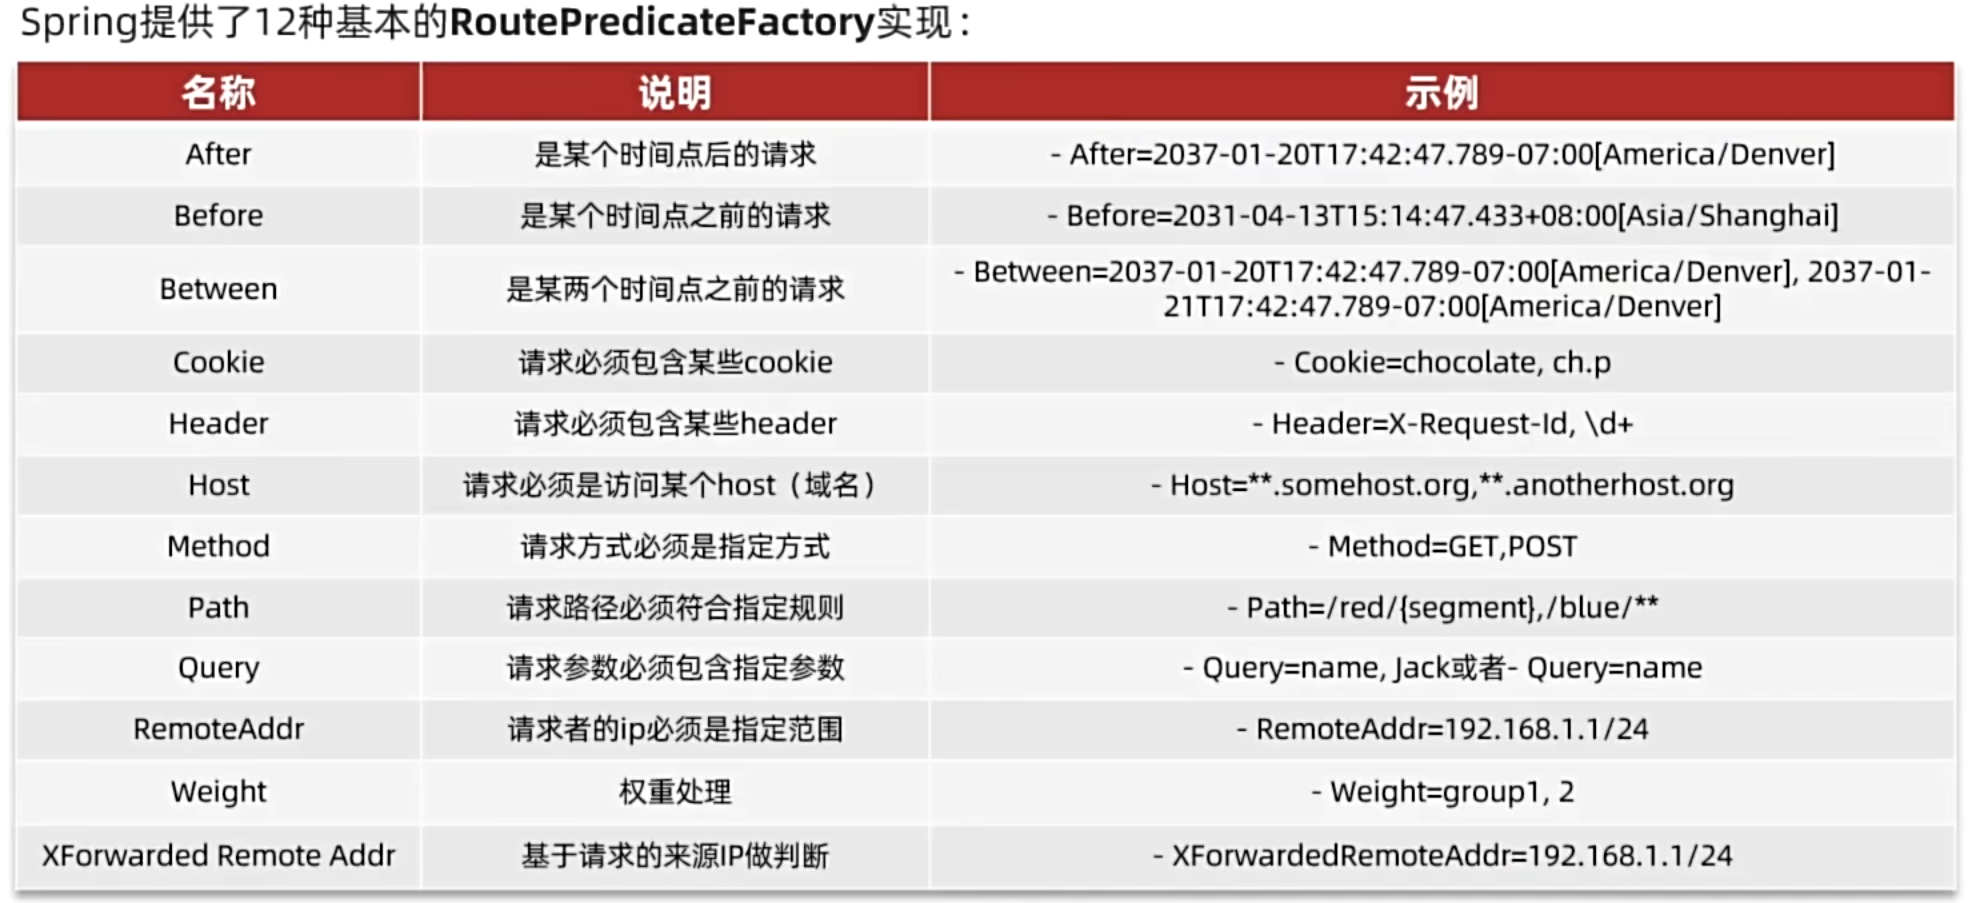 Spring提供了12种基本的RoutePredicateFactory实现：
名称 说明 示例
After 是某个时间点后的请求 - After=2037-01-20T17:42:47.789-07:00[America/Denver]
Before 是某个时间点之前的请求 - Before=2031-04-13T15:14:47.433+08:00[Asia/Shanghai]
Between 是某两个时间点之前的请求 - Between=2037-01-20T17:42:47.789-07:00[America/Denver], 2037-01-
21T17:42:47.789-07:00[America/Denver]
Cookie 请求必须包含某些cookie - Cookie=chocolate, ch.p
Header 请求必须包含某些header - Header=X-Request-Id, \d+
Host 请求必须是访问某个host（域名） - Host=**.somehost.org,**.anotherhost.org
Method 请求方式必须是指定方式 - Method=GET,POST
Path 请求路径必须符合指定规则 - Path=/red/{segment},/blue/**
Query 请求参数必须包含指定参数 - Query=name, Jack或者- Query=name
RemoteAddr 请求者的ip必须是指定范围 - RemoteAddr=192.168.1.1/24
Weight 权重处理 - Weight=group1, 2
XForwarded Remote Addr 基于请求的来源IP做判断 - XForwardedRemoteAddr=192.168.1.1/24